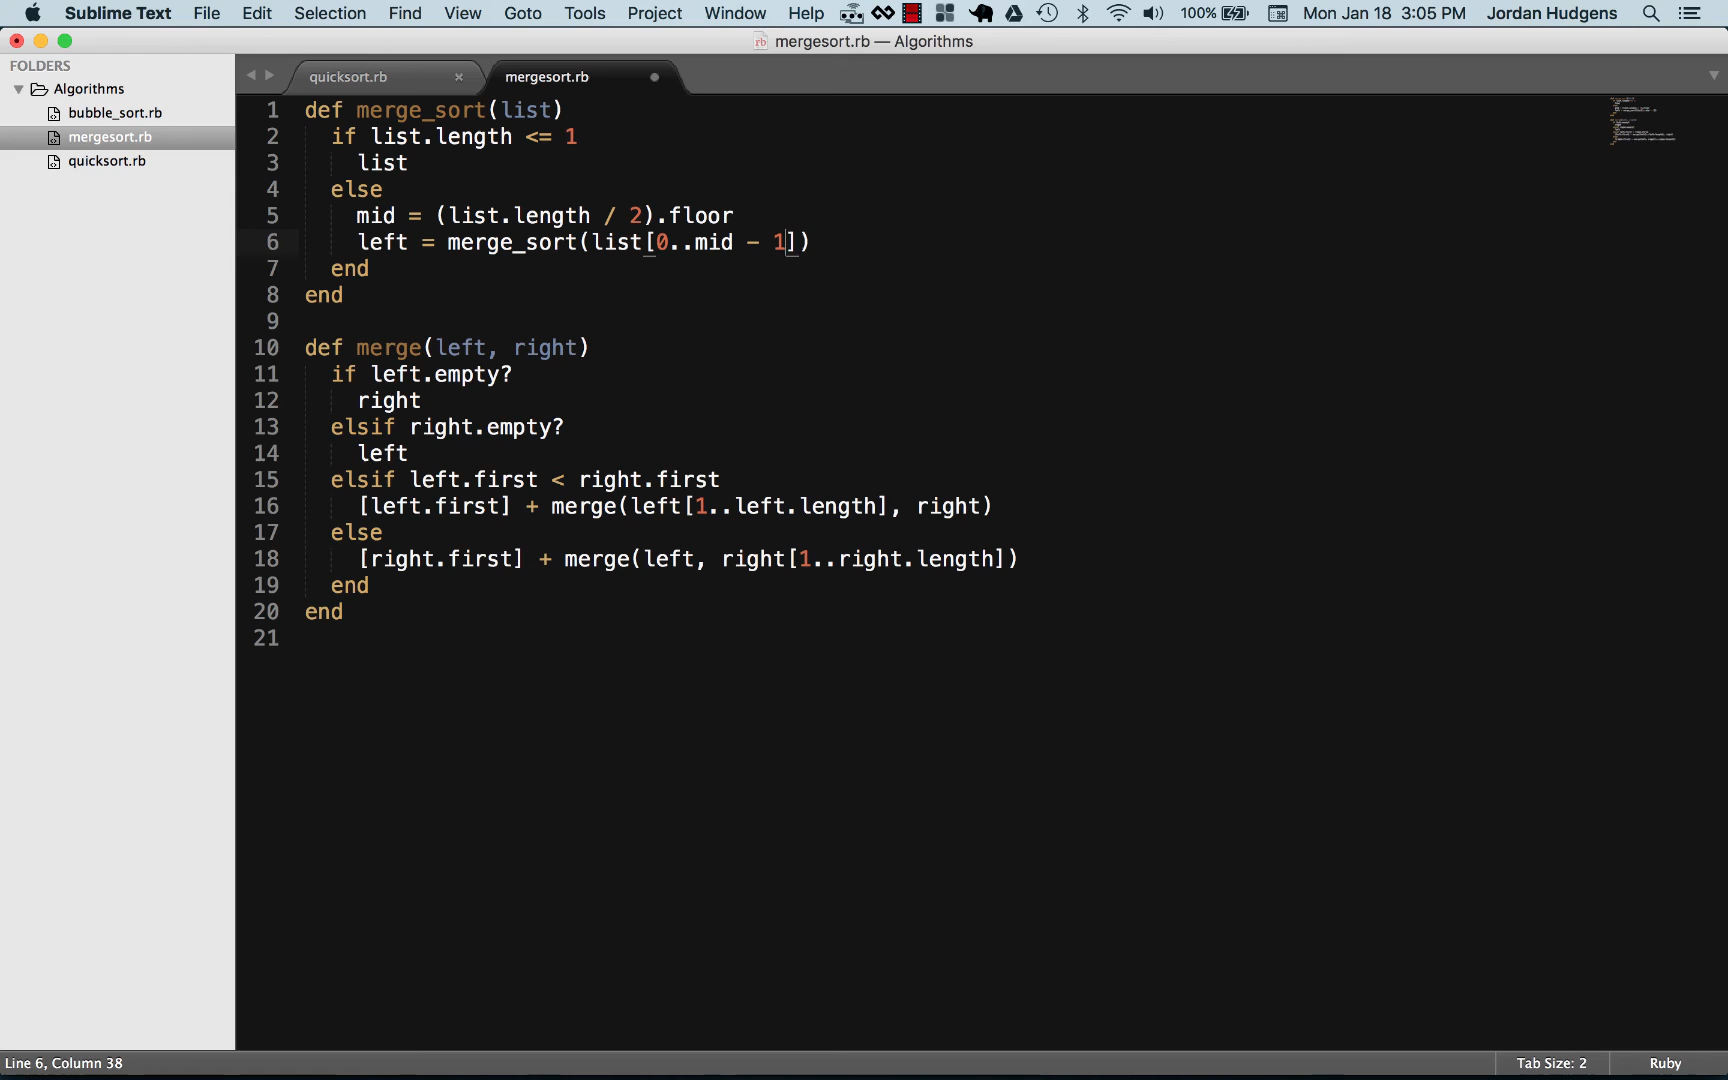 Sublime Text File Edit Selection Find View Goto Tools Project Window Help 100% Mon Jan 18 3:05 PM Jordan Hudgens
mergesort.rb — Algorithms
FOLDERS
Algorithms
bubble_sort.rb
mergesort.rb
quicksort.rb
quicksort.rb × mergesort.rb
1 def merge_sort(list)
2 if list.length <= 1
3 list
4 else
5 mid = (list.length / 2).floor
6 left = merge_sort(list[0..mid - 1])
7 end
8 end
9
10 def merge(left, right)
11 if left.empty?
12 right
13 elsif right.empty?
14 left
15 elsif left.first < right.first
16 [left.first] + merge(left[1..left.length], right)
17 else
18 [right.first] + merge(left, right[1..right.length])
19 end
20 end
21
Line 6, Column 38 Tab Size: 2 Ruby